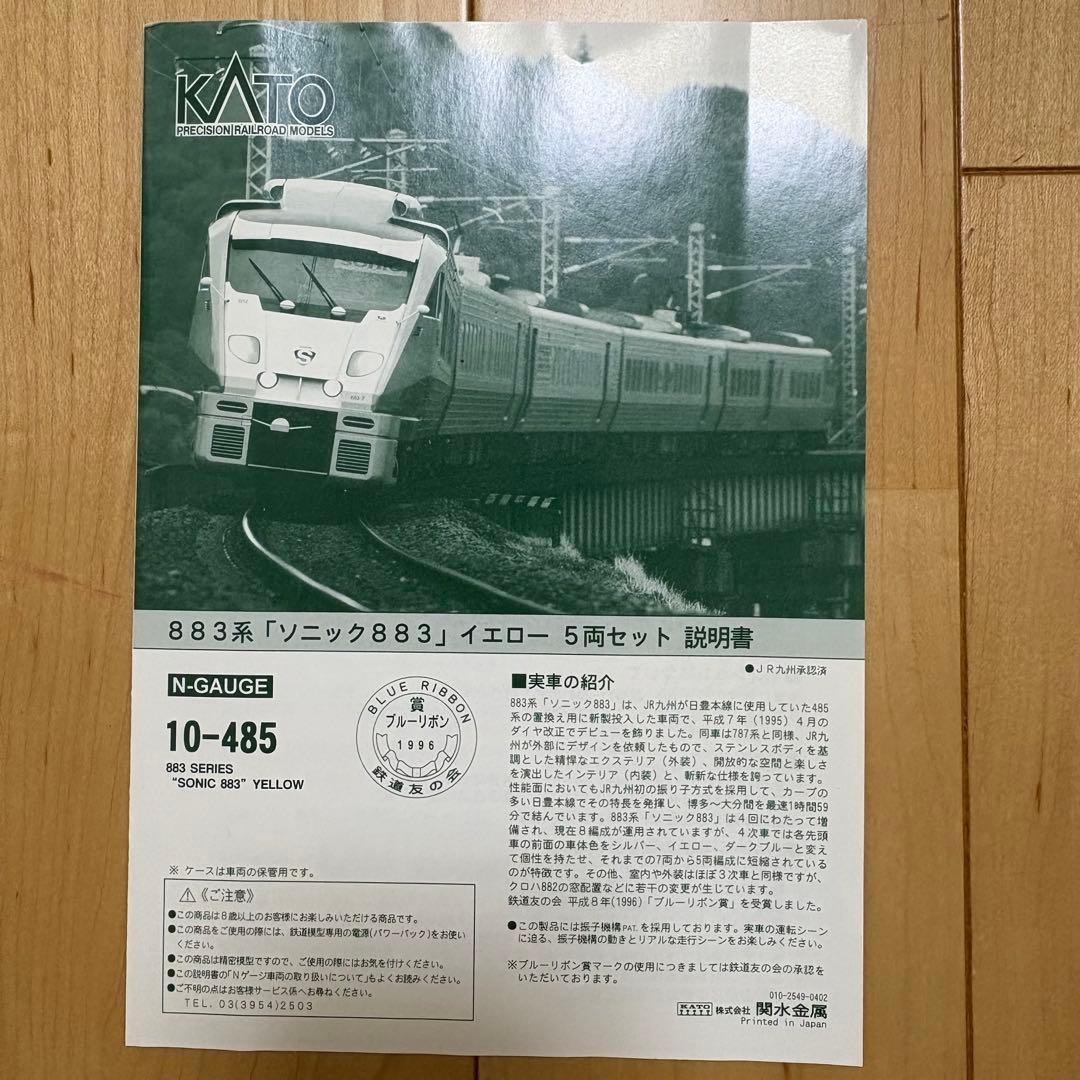 KATO
PRECISION RAILROAD MODELS
SONIC
S
883系「ソニック883」イエロー 5両セット 説明書
●JR九州承認済
N-GAUGE
10-485
883 SERIES
“SONIC 883” YELLOW
BLUE RIBBON
賞
ブルーリボン
1996
鉄道友の会
■実車の紹介
883系「ソニック883」は、JR九州が日豊本線に使用していた485
系の置換え用に新製投入した車両で、平成7年(1995)4月の
ダイヤ改正でデビューを飾りました。同車は787系と同様、JR九
州が外部にデザインを依頼したもので、ステンレスボディを基
調とした精悍なエクステリア(外装)、開放的な空間と楽しさ
を演出したインテリア(内装)と、斬新な仕様を誇っています。
性能面においてもJR九州初の振り子方式を採用して、カーブの
多い日豊本線でその特長を発揮し、博多〜大分間を最速1時間59
分で結んでいます。883系「ソニック883」は4回にわたって増
備され、現在8編成が運用されていますが、4次車では各先頭
車の前面の車体色をシルバー、イエロー、ダークブルーと変え
て個性を持たせ、それまでの7両から5両編成に短縮されている
のが特徴です。その他、室内や外装はほぼ3次車と同様ですが、
クロハ882の窓配置などに若干の変更が生じています。
鉄道友の会 平成8年(1996)「ブルーリボン賞」を受賞しました。
●この製品には振子機構PAT.を採用しております。実車の運転シーン
に迫る、振子機構の動きとリアルな走行シーンをお楽しみください。
※ブルーリボン賞マークの使用につきましては鉄道友の会の承認を
いただいております。
※ ケースは車両の保管用です。
⚠《ご注意》
●この商品は8歳以上のお客様にお楽しみいただける商品です。
●この商品をご使用の際には、鉄道模型専用の電源(パワーパック)をお使い
ください。
●この商品は精密模型ですので、ご使用の際にはお気を付けください。
●この説明書の「Nゲージ車両の取り扱いについて」もよくお読みください。
●ご不明の点はお客様サービス係へお尋ねください。
TEL. 03(3954)2503
010-2549-0402
KATO 株式会社 関水金属
Printed in Japan